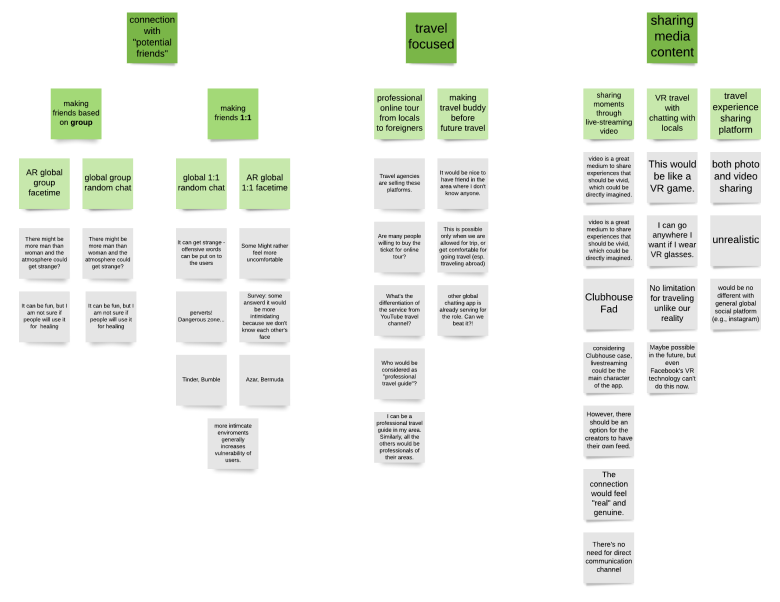 connection
with
"potential
friends"
travel
focused
sharing
media
content
making
friends based
on group
making
friends 1:1
professional
online tour
from locals
to foreigners
making
travel buddy
before
future travel
sharing
moments
through
live-streaming
video
VR travel
with
chatting with
locals
travel
experience
sharing
platform
AR global
group
facetime
global group
random chat
global 1:1
random chat
AR global
1:1 facetime
Travel agencies
are selling these
platforms.
It would be nice to
have friend in the
area where I don't
know anyone.
video is a great
medium to share
experiences that
should be vivid,
which could be
directly imagined.
This would
be like a
VR game.
both photo
and video
sharing
There might be
more man than
woman and the
atmosphere could
get strange?
There might be
more man than
woman and the
atmosphere could
get strange?
It can get strange -
offensive words
can be put on to
the users
Some Might rather
feel more
uncomfortable
Are many people
willing to buy the
ticket for online
tour?
This is possible
only when we are
allowed for trip, or
get comfortable for
going travel (esp.
ttraveling abroad)
video is a great
medium to share
experiences that
should be vivid,
which could be
directly imagined.
I can go
anywhere I
want if I wear
VR glasses.
unrealistic
It can be fun, but I
am not sure if
people will use it
for healing
It can be fun, but I
am not sure if
people will use it
for healing
perverts!
Dangerous zone...
Survey: some
answerd it would
be more
intimidating
because we don't
know each other's
face
What's the
differentiation of
the service from
YouTube travel
channel?
other global
chatting app is
already serving for
the role. Can we
beat it?!
Clubhouse
Fad
No limitation
for traveling
unlike our
reality
would be no
different with
general global
social platform
(e.g., instagram)
Tinder, Bumble
Azar, Bermuda
Who would be
considered as
"professional
travel guide"?
considering
Clubhouse case,
livestreaming
could be the
main character
of the app.
Maybe possible
in the future, but
even
Facebook's VR
technology can't
do this now.
more intimcate
enviroments
generally
increases
vulnerability of
users.
I can be a
professional travel
guide in my area.
Similarly, all the
others would be
professionals of
their areas.
However, there
should be an
option for the
creators to have
their own feed.
The
connection
would feel
"real" and
genuine.
There's no
need for direct
communication
channel